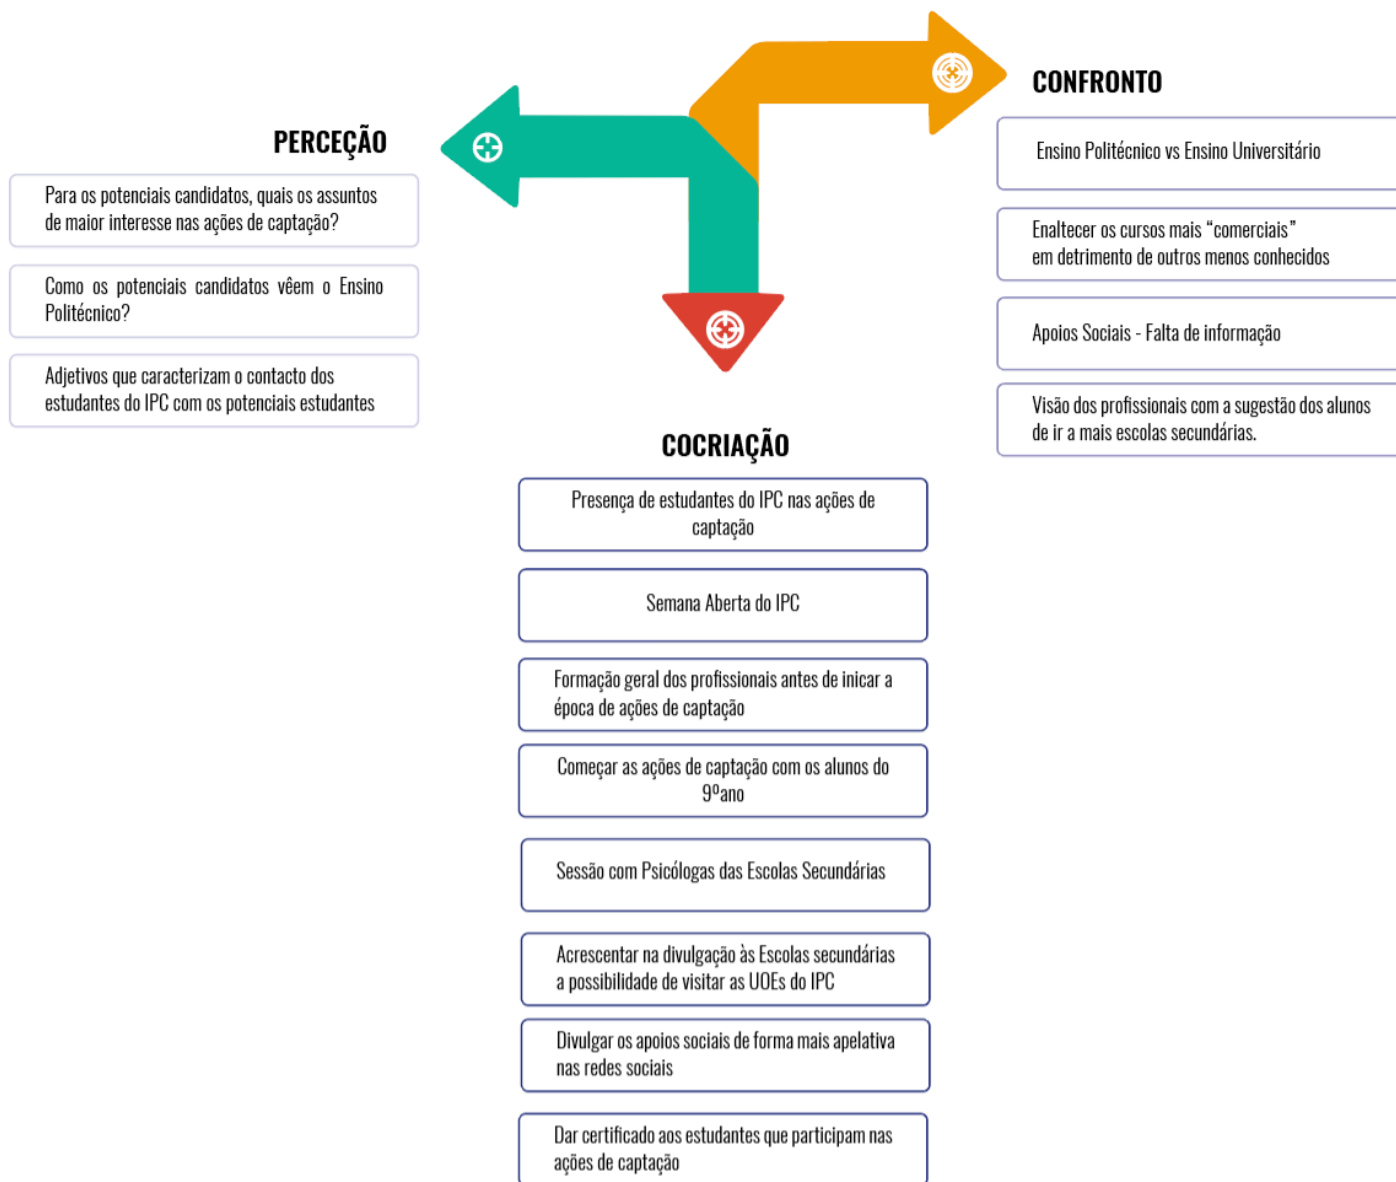 PERCEÇÃO
Para os potenciais candidatos, quais os assuntos
de maior interesse nas ações de captação?
Como os potenciais candidatos vêem o Ensino
Politécnico?
Adjetivos que caracterizam o contacto dos
estudantes do IPC com os potenciais estudantes
CONFRONTO
Ensino Politécnico vs Ensino Universitário
Enaltecer os cursos mais “comerciais”
em detrimento de outros menos conhecidos
Apoios Sociais - Falta de informação
Visão dos profissionais com a sugestão dos alunos
de ir a mais escolas secundárias.
COCRIAÇÃO
Presença de estudantes do IPC nas ações de
captação
Semana Aberta do IPC
Formação geral dos profissionais antes de inicar a
época de ações de captação
Começar as ações de captação com os alunos do
9ºano
Sessão com Psicólogas das Escolas Secundárias
Acrescentar na divulgação às Escolas secundárias
a possibilidade de visitar as UOEs do IPC
Divulgar os apoios sociais de forma mais apelativa
nas redes sociais
Dar certificado aos estudantes que participam nas
ações de captação